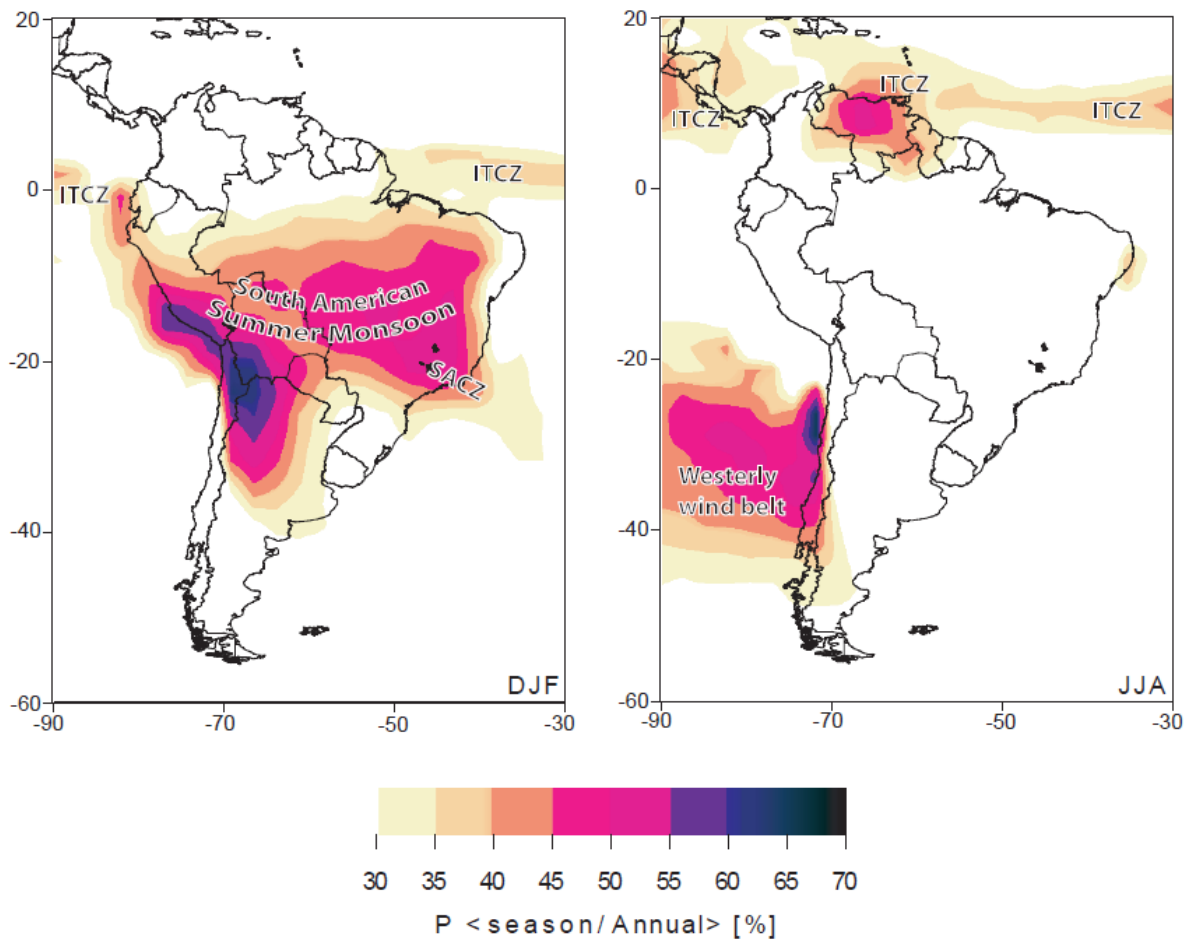 20
0
-20
-40
-60
-90
-70
-50
-30
ITCZ
ITCZ
South American
Summer Monsoon
SACZ
DJF
20
0
-20
-40
-60
-90
-70
-50
-30
ITCZ
ITCZ
ITCZ
Westerly
wind belt
JJA
30 35 40 45 50 55 60 65 70
P <season/Annual> [%]